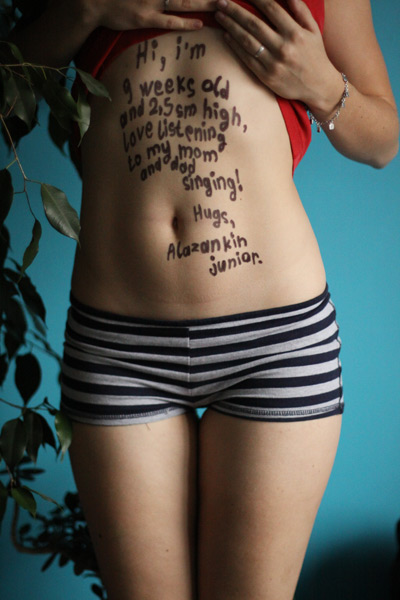 Hi, i'm
9 weeks old
and 2,5 sm high,
love listening
to my mom
and dad
singing!
Hugs,
Alazankin
junior.